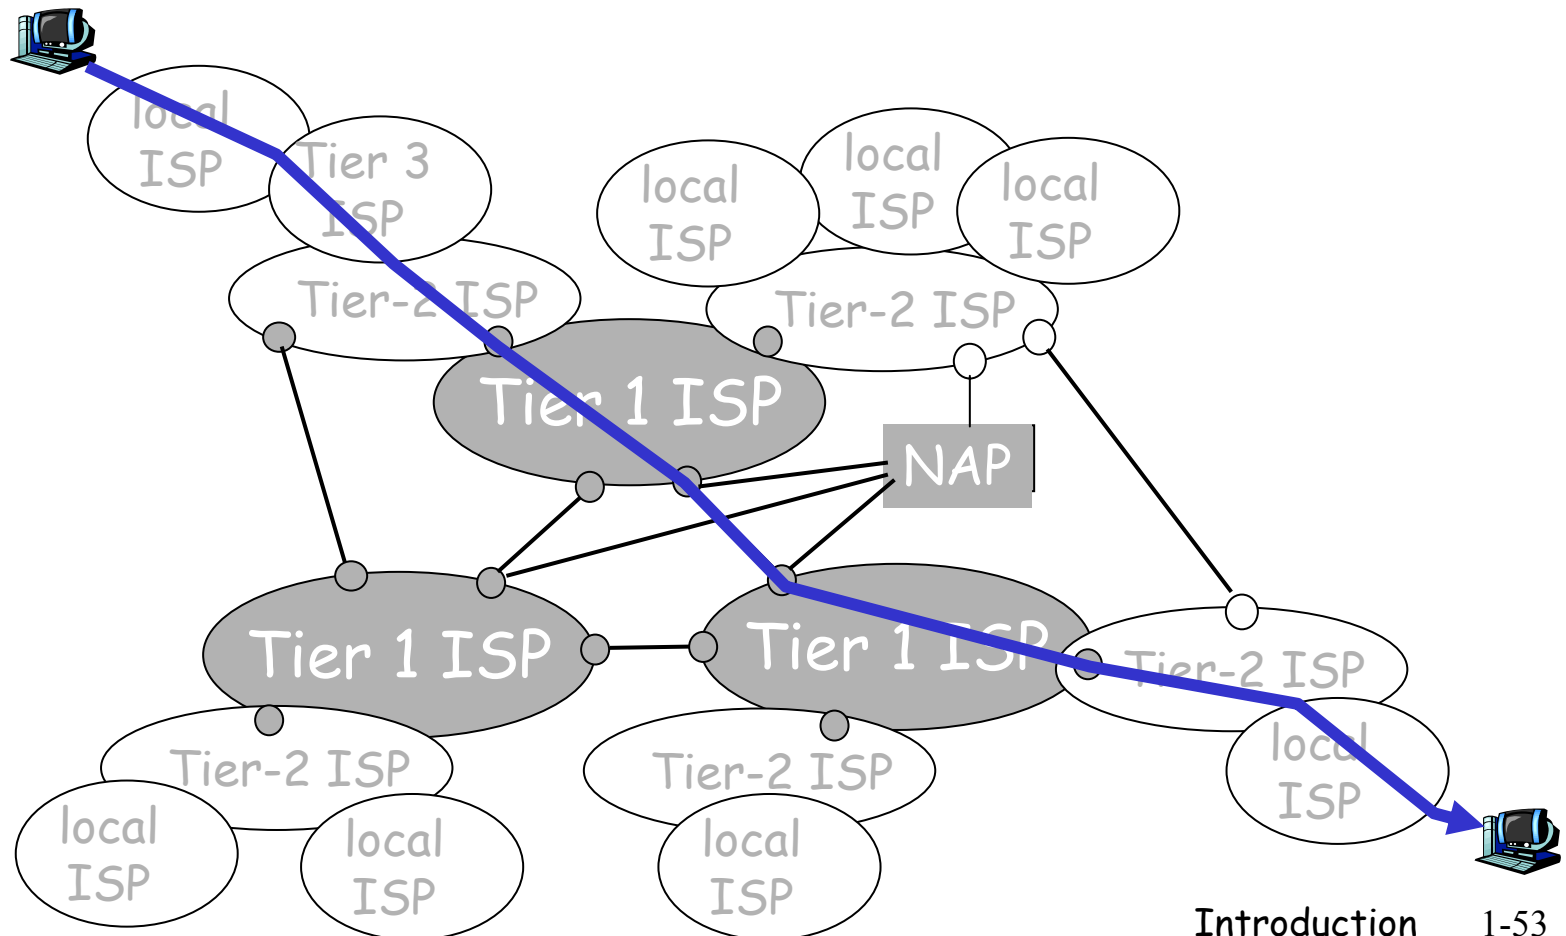 local
ISP
Tier 3
ISP
local
ISP
local
ISP
local
ISP
Tier-2 ISP
Tier-2 ISP
Tier 1 ISP
NAP
Tier 1 ISP
Tier 1 ISP
Tier-2 ISP
local
ISP
Tier-2 ISP
Tier-2 ISP
local
ISP
local
ISP
local
ISP
Introduction 1-53